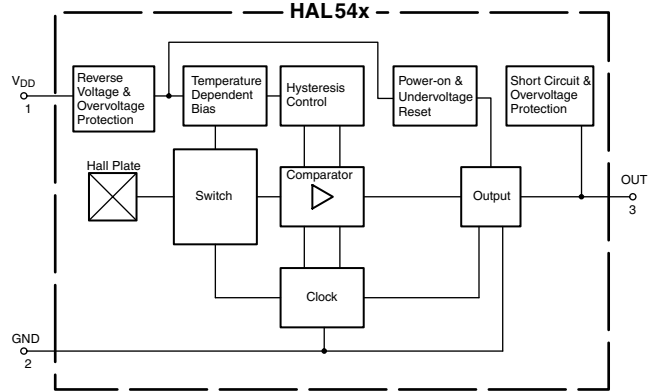 HAL54x
VDD
1
Reverse
Voltage &
Overvoltage
Protection
Temperature
Dependent
Bias
Hysteresis
Control
Power-on &
Undervoltage
Reset
Short Circuit &
Overvoltage
Protection
Hall Plate
Switch
Comparator
Output
OUT
3
Clock
GND
2